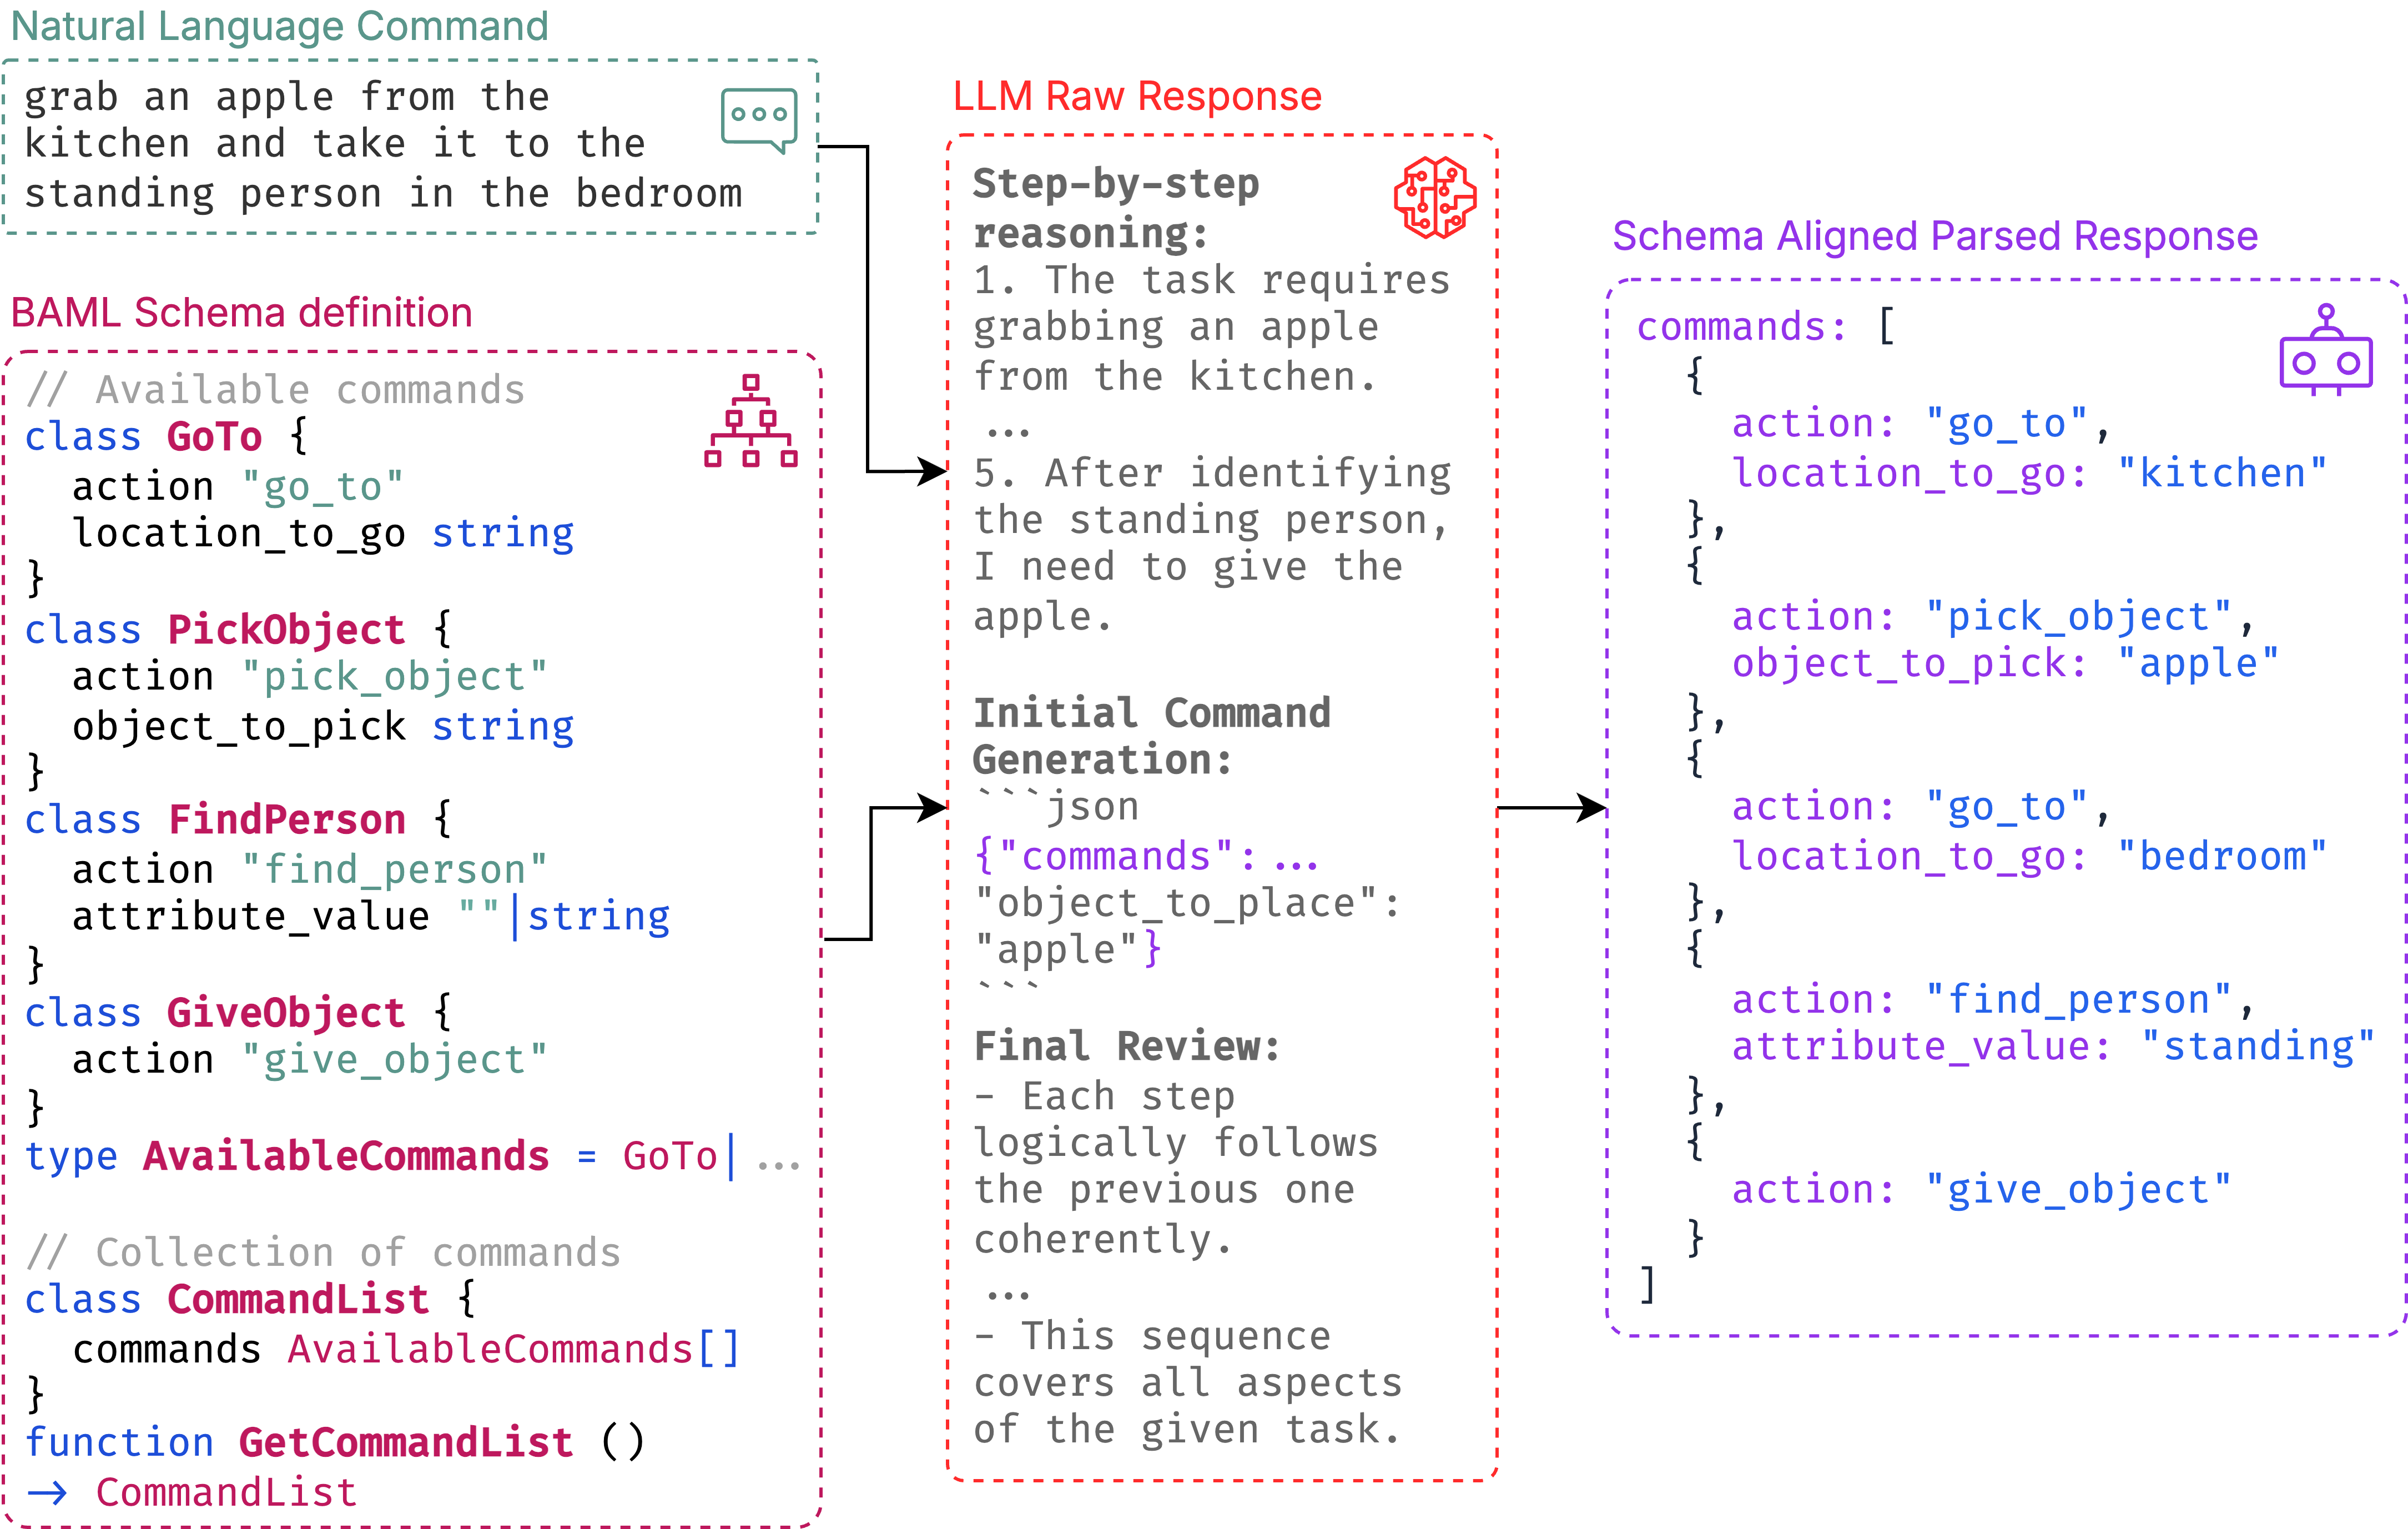 Natural Language Command
grab an apple from the
kitchen and take it to the
standing person in the bedroom
BAML Schema definition
// Available commands
class GoTo {
  action "go_to"
  location_to_go string
}
class PickObject {
  action "pick_object"
  object_to_pick string
}
class FindPerson {
  action "find_person"
  attribute_value ""|string
}
class GiveObject {
  action "give_object"
}
type AvailableCommands = GoTo| ...
// Collection of commands
class CommandList {
  commands AvailableCommands[]
}
function GetCommandList ()
→ CommandList
LLM Raw Response
Step-by-step
reasoning:
1. The task requires
grabbing an apple
from the kitchen.
...
5. After identifying
the standing person,
I need to give the
apple.
Initial Command
Generation:
```json
{"commands": ...
"object_to_place":
"apple"}
```
Final Review:
- Each step
logically follows
the previous one
coherently.
...
- This sequence
covers all aspects
of the given task.
Schema Aligned Parsed Response
commands: [
  {
    action: "go_to",
    location_to_go: "kitchen"
  },
  {
    action: "pick_object",
    object_to_pick: "apple"
  },
  {
    action: "go_to",
    location_to_go: "bedroom"
  },
  {
    action: "find_person",
    attribute_value: "standing"
  },
  {
    action: "give_object"
  }
]